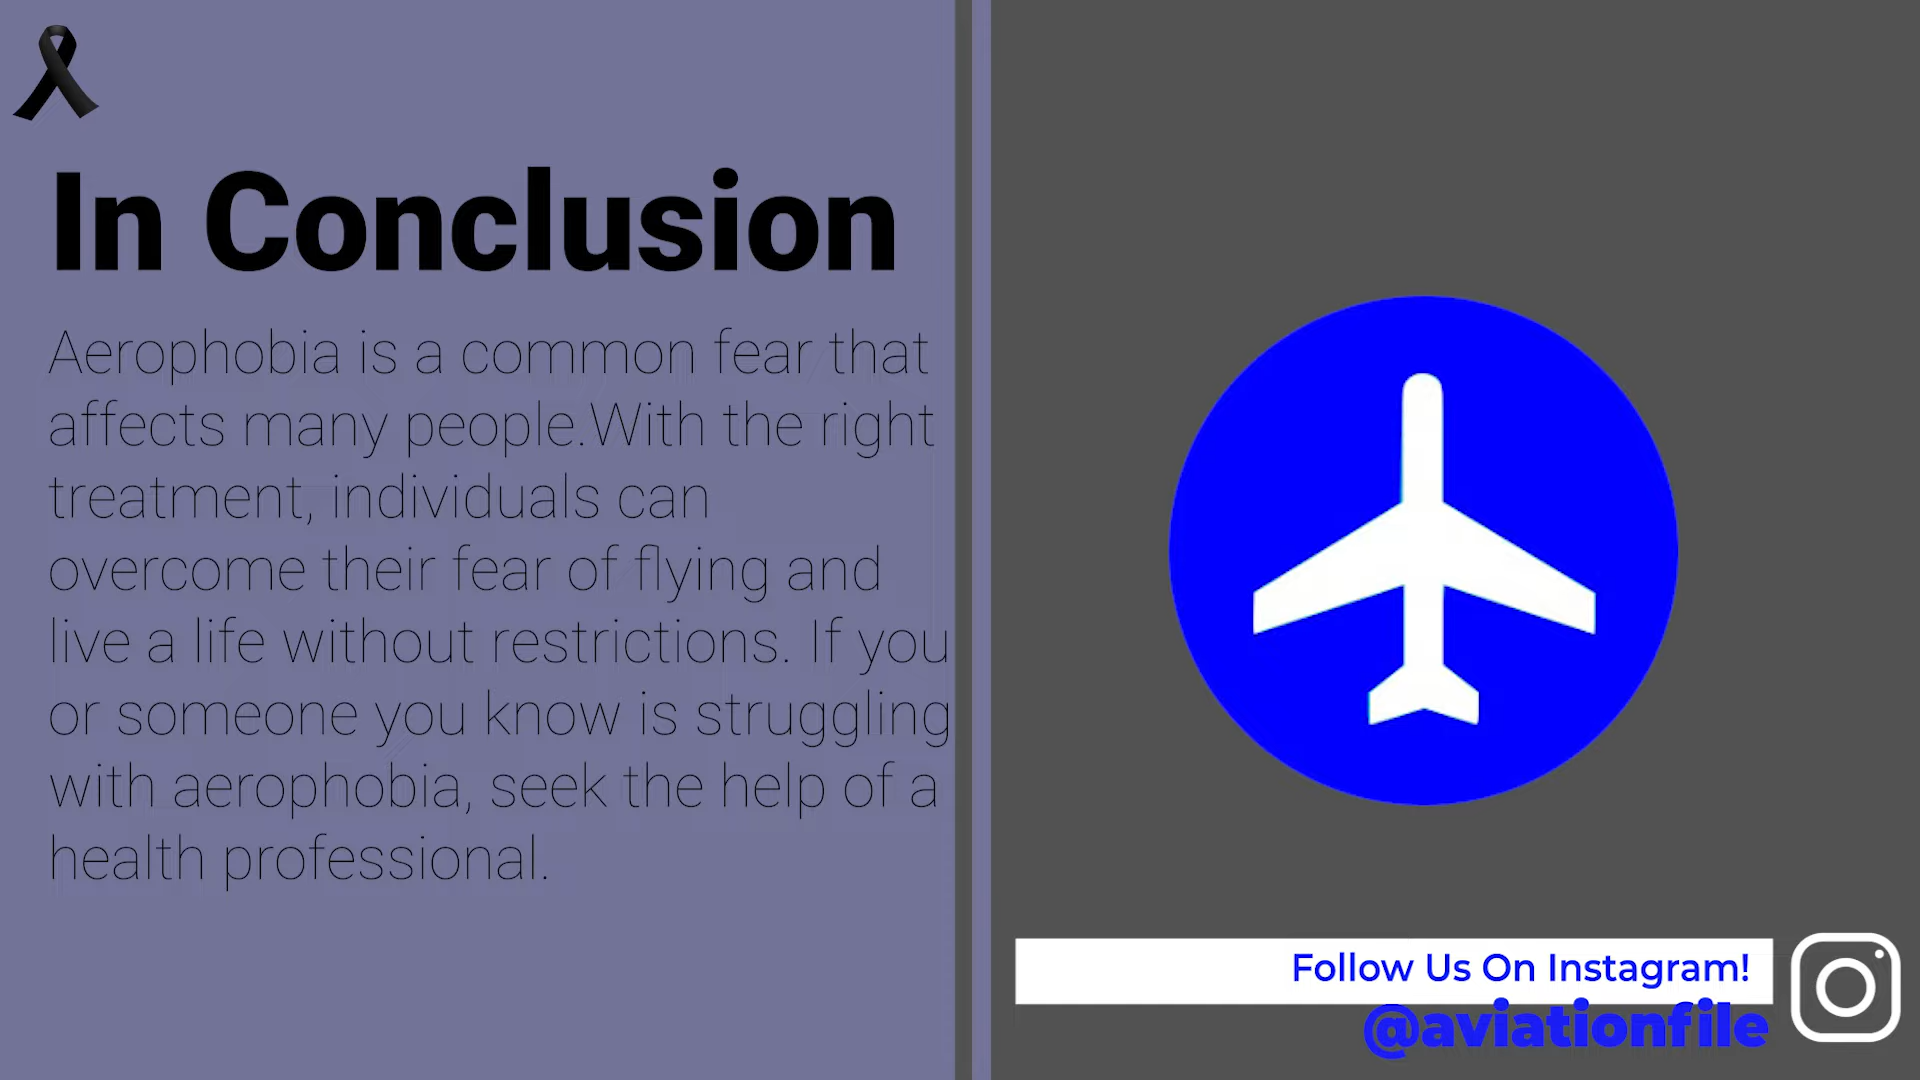 In Conclusion
Aerophobia is a common fear that
affects many people.With the right
treatment, individuals can
overcome their fear of flying and
live a life without restrictions. If you
or someone you know is struggling
with aerophobia, seek the help of a
health professional.
Follow Us On Instagram!
@aviationfile